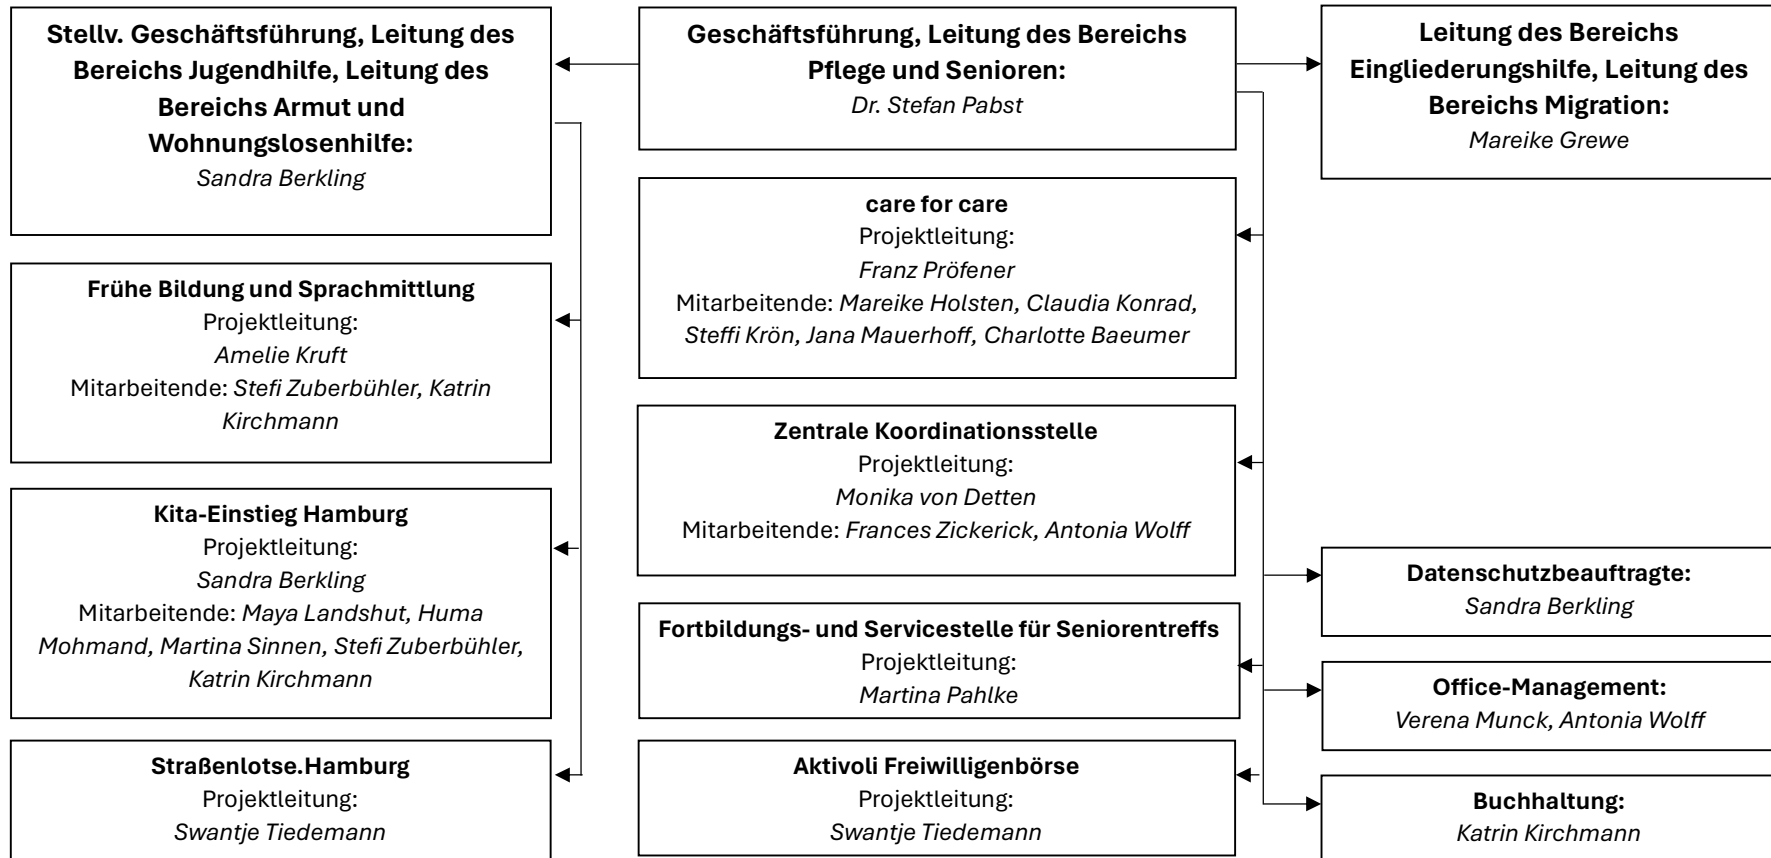 Stellv. Geschäftsführung, Leitung des
Bereichs Jugendhilfe, Leitung des
Bereichs Armut und
Wohnungslosenhilfe:
Sandra Berkling
Geschäftsführung, Leitung des Bereichs
Pflege und Senioren:
Dr. Stefan Pabst
Leitung des Bereichs
Eingliederungshilfe, Leitung des
Bereichs Migration:
Mareike Grewe
Frühe Bildung und Sprachmittlung
Projektleitung:
Amelie Kruft
Mitarbeitende: Stefi Zuberbühler, Katrin
Kirchmann
Kita-Einstieg Hamburg
Projektleitung:
Sandra Berkling
Mitarbeitende: Maya Landshut, Huma
Mohmand, Martina Sinnen, Stefi Zuberbühler,
Katrin Kirchmann
Straßenlotse.Hamburg
Projektleitung:
Swantje Tiedemann
care for care
Projektleitung:
Franz Pröfener
Mitarbeitende: Mareike Holsten, Claudia Konrad,
Steffi Krön, Jana Mauerhoff, Charlotte Baeumer
Zentrale Koordinationsstelle
Projektleitung:
Monika von Detten
Mitarbeitende: Frances Zickerick, Antonia Wolff
Fortbildungs- und Servicestelle für Seniorentreffs
Projektleitung:
Martina Pahlke
Aktivoli Freiwilligenbörse
Projektleitung:
Swantje Tiedemann
Datenschutzbeauftragte:
Sandra Berkling
Office-Management:
Verena Munck, Antonia Wolff
Buchhaltung:
Katrin Kirchmann